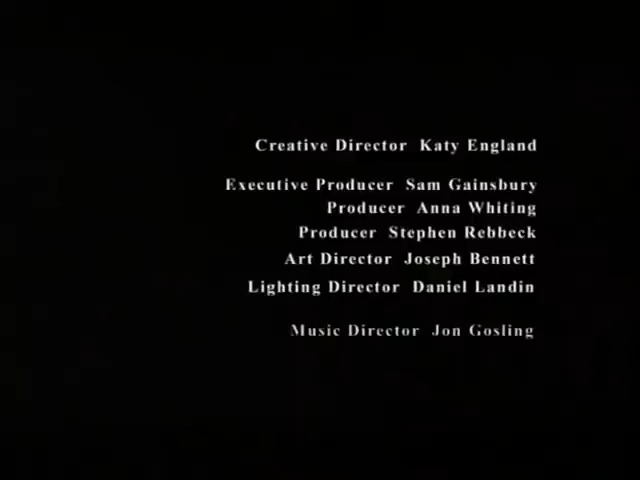 Creative Director Katy England
Executive Producer Sam Gainsbury
Producer Anna Whiting
Producer Stephen Rebbeck
Art Director Joseph Bennett
Lighting Director Daniel Landin
Music Director Jon Gosling